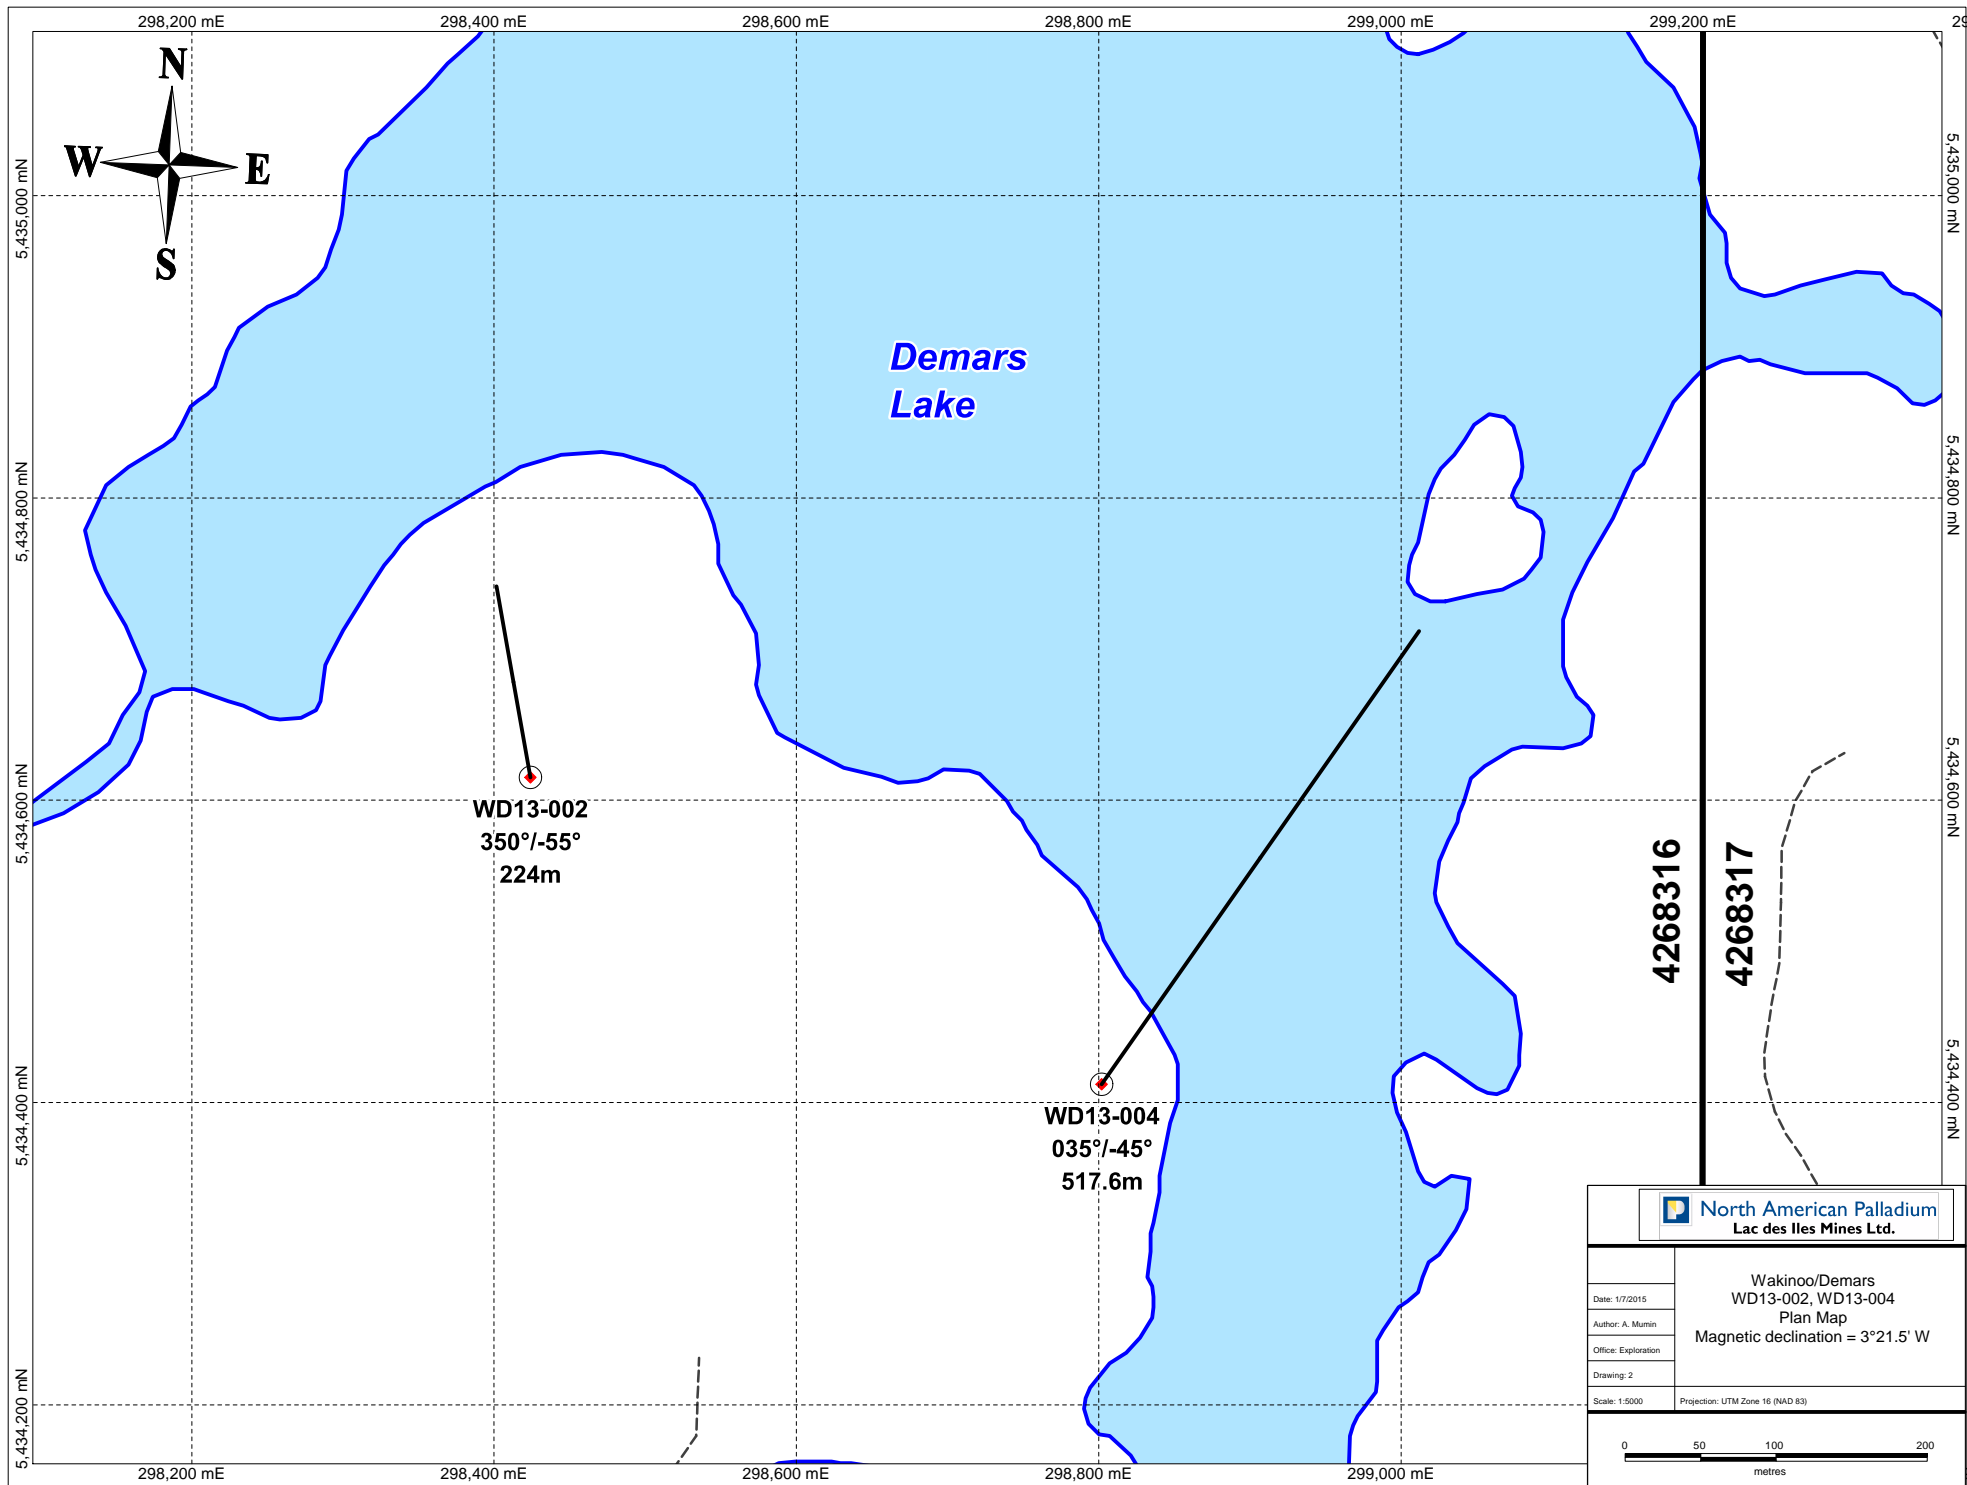 298,200 mE
298,400 mE
298,600 mE
298,800 mE
299,000 mE
299,200 mE
N
W
E
S
5,435,000 mN
5,435,000 mN
Demars
Lake
5,434,800 mN
5,434,800 mN
5,434,600 mN
5,434,600 mN
WD13-002
350°/-55°
224m
4268316
4268317
5,434,400 mN
5,434,400 mN
WD13-004
035°/-45°
517.6m
5,434,200 mN
North American Palladium
Lac des Iles Mines Ltd.
Wakinoo/Demars
WD13-002, WD13-004
Plan Map
Magnetic declination = 3°21.5' W
Date: 1/7/2015
Author: A. Mumin
Office: Exploration
Drawing: 2
Scale: 1:5000
Projection: UTM Zone 16 (NAD 83)
0 50 100 200
metres
298,200 mE
298,400 mE
298,600 mE
298,800 mE
299,000 mE